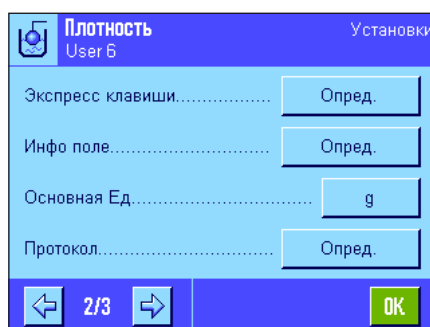 Плотность
Установки
User 6
Экспресс клавиши................. Опред.
Инфо поле............................ Опред.
Основная Ед................................ g
Протокол............................... Опред.
2/3
OK